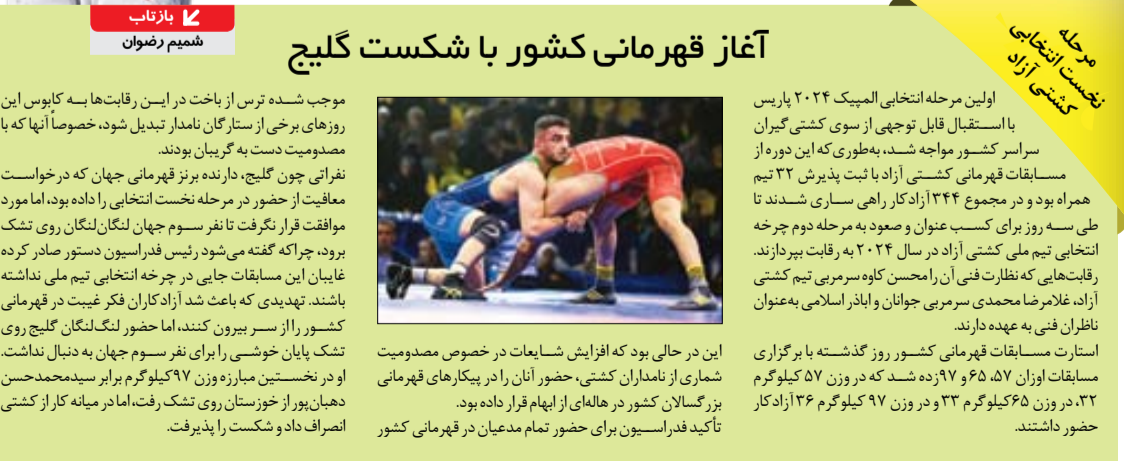 بازتاب
شمیم رضوان
مرحله
نخست انتخابی
کشتی آزاد
آغاز قهرمانی کشور با شکست گلیج
اولین مرحله انتخابی المپیک ۲۰۲۴ پاریس
با استقبال قابل توجهی از سوی کشتی گیران
سراسر کشور مواجه شد، به‌طوری‌که این دوره از
مسابقات قهرمانی کشتی آزاد با ثبت پذیرش ۳۲ تیم
همراه بود و در مجموع ۳۴۴ آزادکار راهی ساری شدند تا
طی سه روز برای کسب عنوان و صعود به مرحله دوم چرخه
انتخابی تیم ملی کشتی آزاد در سال ۲۰۲۴ به رقابت بپردازند.
رقابت‌هایی که نظارت فنی آن را محسن کاوه سرمربی تیم کشتی
آزاد، غلامرضا محمدی سرمربی جوانان و اباذر اسلامی به‌عنوان
ناظران فنی به عهده دارند.
استارت مسابقات قهرمانی کشور روز گذشته با برگزاری
مسابقات اوزان ۵۷، ۶۵ و ۹۷ زده شد که در وزن ۵۷ کیلوگرم
۳۲، در وزن ۶۵ کیلوگرم ۳۳ و در وزن ۹۷ کیلوگرم ۳۶ آزادکار
حضور داشتند.
این در حالی بود که افزایش شایعات در خصوص مصدومیت
شماری از نامداران کشتی، حضور آنان را در پیکارهای قهرمانی
بزرگسالان کشور در هاله‌ای از ابهام قرار داده بود.
تأکید فدراسیون برای حضور تمام مدعیان در قهرمانی کشور
موجب شده ترس از باخت در این رقابت‌ها به کابوس این
روزهای برخی از ستارگان نامدار تبدیل شود، خصوصاً آنها که با
مصدومیت دست به گریبان بودند.
نفراتی چون گلیج، دارنده برنز قهرمانی جهان که درخواست
معافیت از حضور در مرحله نخست انتخابی را داده بود، اما مورد
موافقت قرار نگرفت تا نفر سوم جهان لنگان‌لنگان روی تشک
برود، چراکه گفته می‌شود رئیس فدراسیون دستور صادر کرده
غایبان این مسابقات جایی در چرخه انتخابی تیم ملی نداشته
باشند. تهدیدی که باعث شد آزادکاران فکر غیبت در قهرمانی
کشور را از سر بیرون کنند، اما حضور لنگ‌لنگان گلیج روی
تشک پایان خوشی را برای نفر سوم جهان به دنبال نداشت.
او در نخستین مبارزه وزن ۹۷کیلوگرم برابر سیدمحمدحسن
دهبان‌پور از خوزستان روی تشک رفت، اما در میانه کار از کشتی
انصراف داد و شکست را پذیرفت.